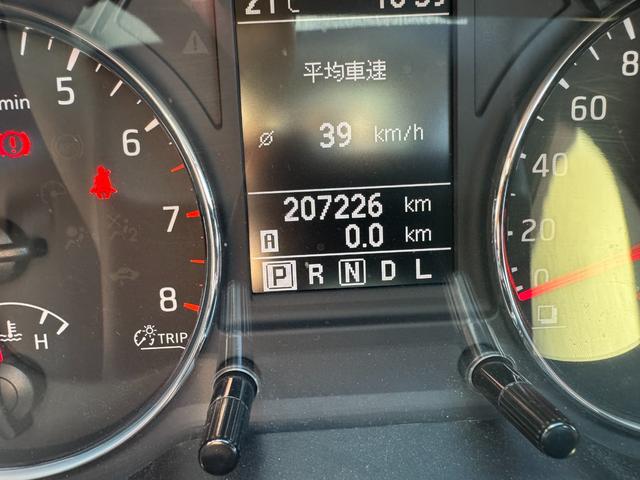 平均車速
ø 39 km/h
207226 km
A 0.0 km
P R N D L
min
5
6
7
8
H
TRIP
8
60
40
20
0